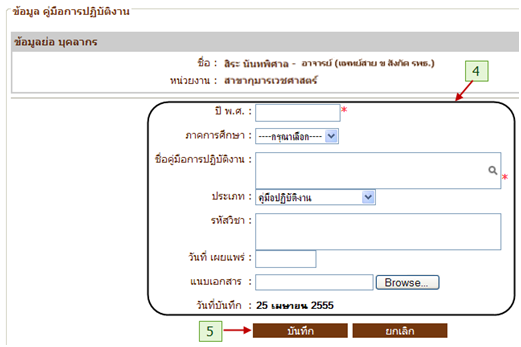 ข้อมูล คู่มือการปฏิบัติงาน
ข้อมูลย่อ บุคลากร
ชื่อ : สิระ นันทพิศาล - อาจารย์ (แพทย์สาย ข สังกัด รพธ.)
หน่วยงาน : สาขากุมารเวชศาสตร์
4
ปี พ.ศ. : *
ภาคการศึกษา : ----กรุณาเลือก----
ชื่อคู่มือการปฏิบัติงาน : *
ประเภท : คู่มือปฏิบัติงาน
รหัสวิชา :
วันที่ เผยแพร่ :
แนบเอกสาร : Browse...
วันที่บันทึก : 25 เมษายน 2555
5 บันทึก ยกเลิก